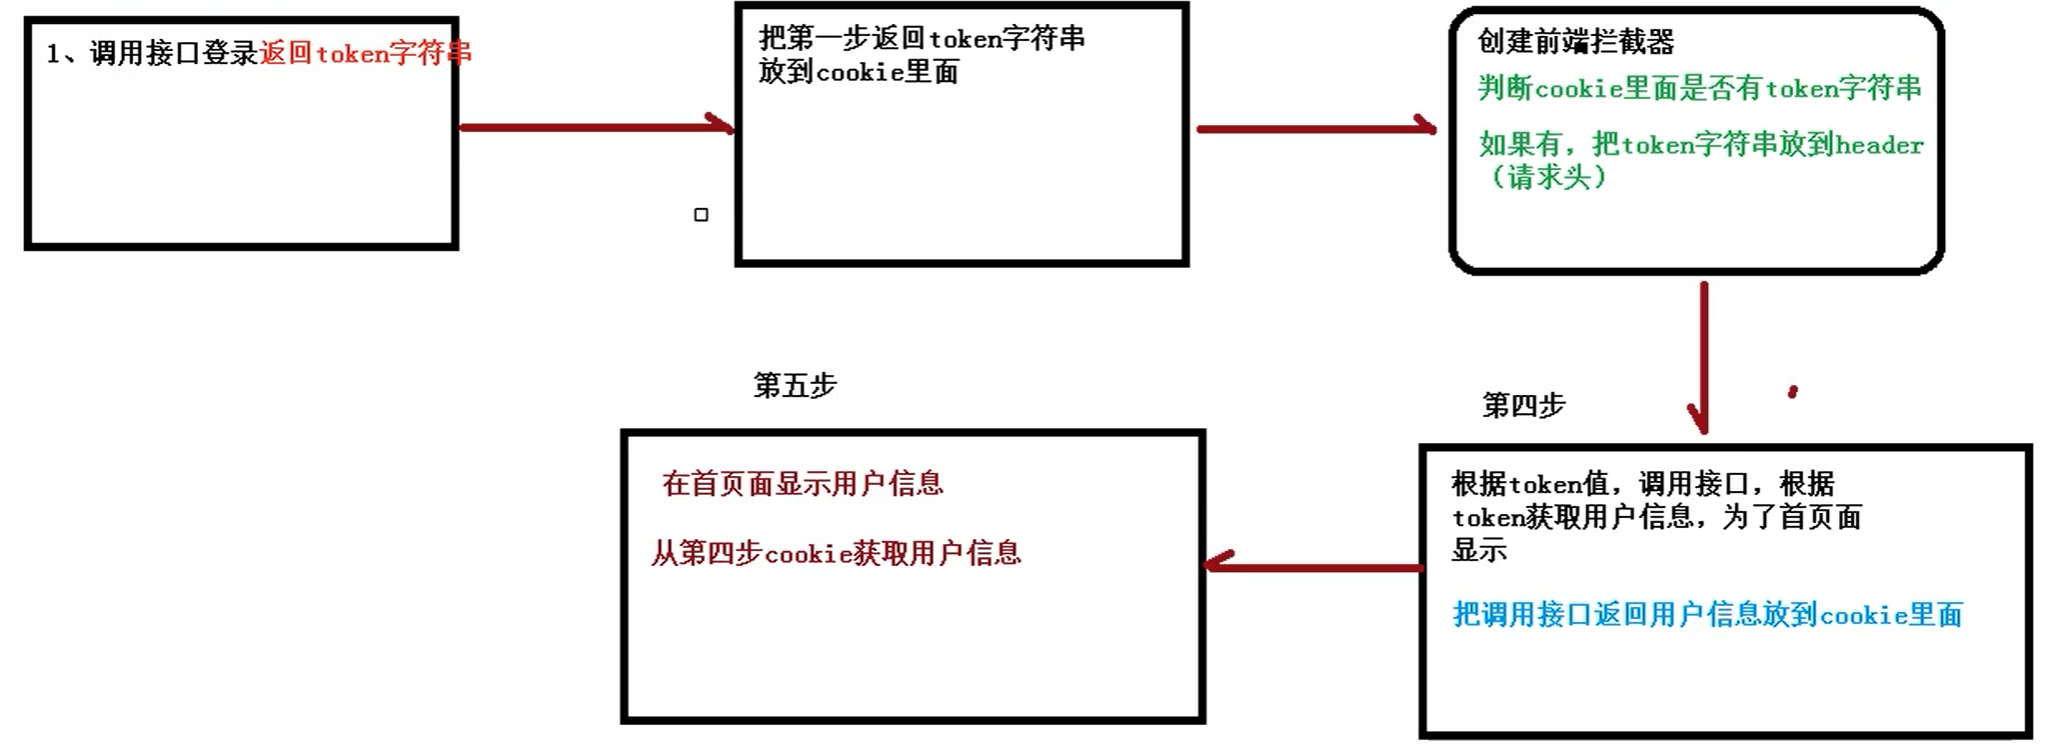 1、调用接口登录返回token字符串
把第一步返回token字符串
放到cookie里面
创建前端拦截器
判断cookie里面是否有token字符串
如果有，把token字符串放到header
（请求头）
第四步
根据token值，调用接口，根据
token获取用户信息，为了首页面
显示
把调用接口返回用户信息放到cookie里面
第五步
在首页面显示用户信息
从第四步cookie获取用户信息